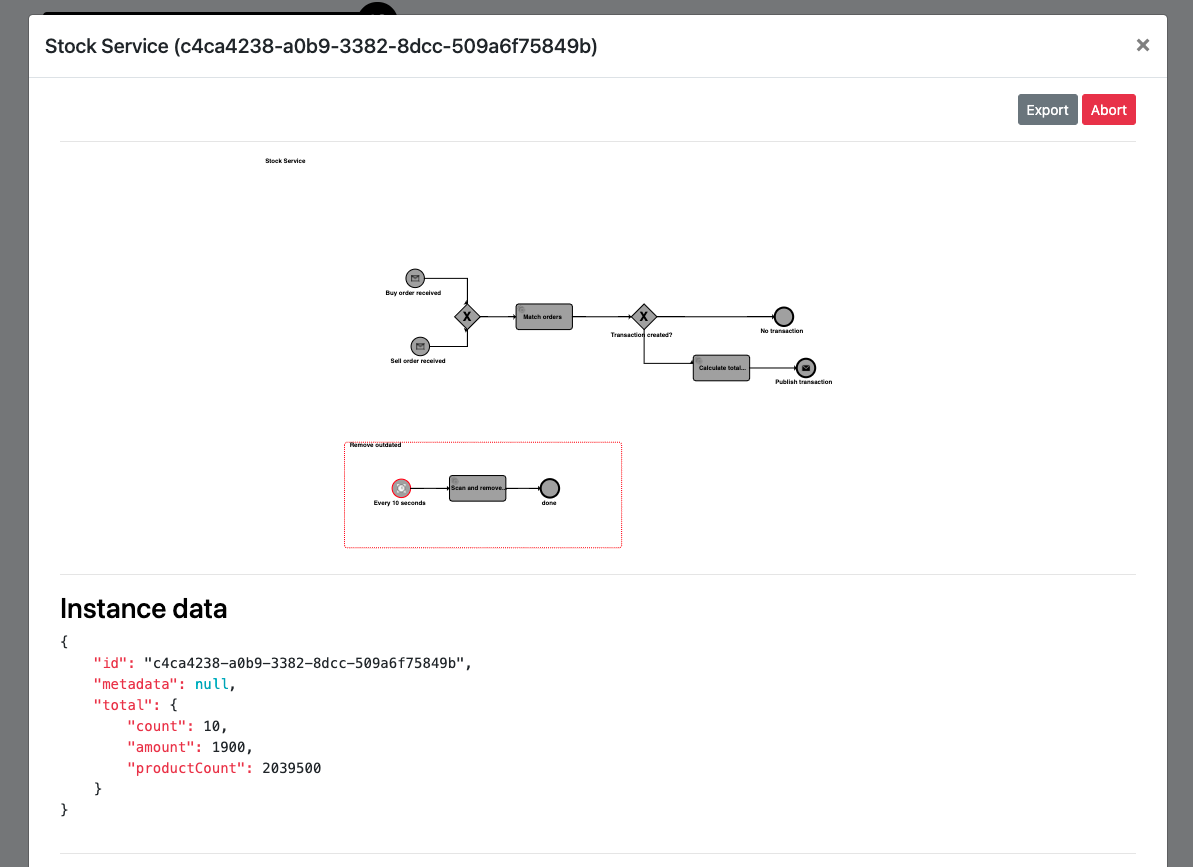 Stock Service (c4ca4238-a0b9-3382-8dcc-509a6f75849b)
×
Export Abort
Stock Service
Buy order received
X
Match orders
X
Sell order received
Transaction created?
No transaction
Calculate total...
Publish transaction
Remove outdated
Scan and remove...
Every 10 seconds
done
Instance data
{
"id": "c4ca4238-a0b9-3382-8dcc-509a6f75849b",
"metadata": null,
"total": {
"count": 10,
"amount": 1900,
"productCount": 2039500
}
}